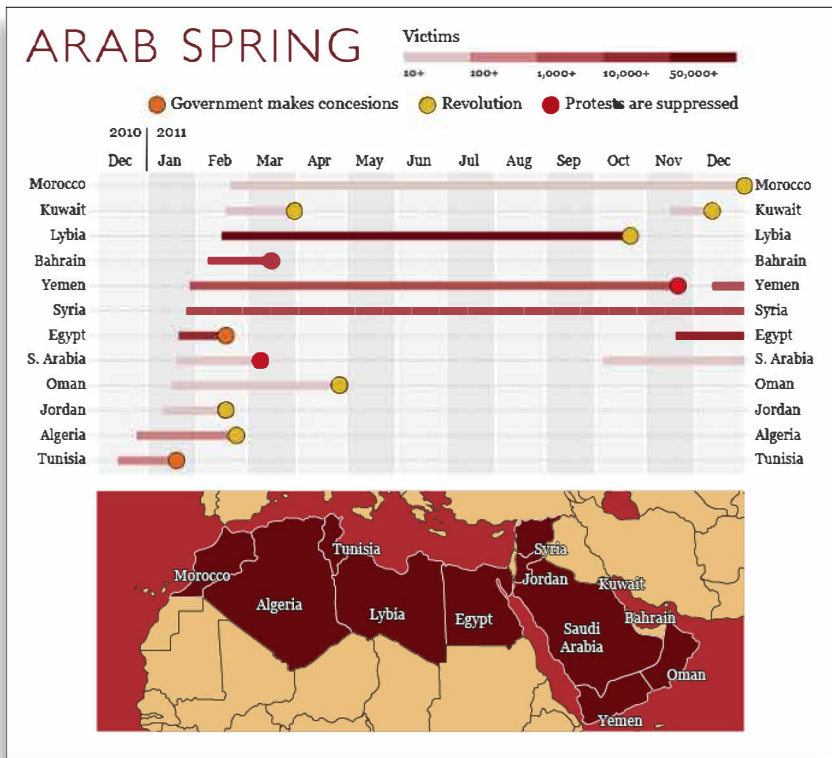 ARAB SPRING
Victims
10+ 100+ 1,000+ 10,000+ 50,000+
Government makes concesions Revolution Protests are suppressed
2010 2011
Dec Jan Feb Mar Apr May Jun Jul Aug Sep Oct Nov Dec
Morocco Morocco
Kuwait Kuwait
Lybia Lybia
Bahrain Bahrain
Yemen Yemen
Syria Syria
Egypt Egypt
S. Arabia S. Arabia
Oman Oman
Jordan Jordan
Algeria Algeria
Tunisia Tunisia
Tunisia Syria
Morocco Jordan Kuwait
Algeria Lybia Egypt Bahrain
Saudi
Arabia
Oman
Yemen